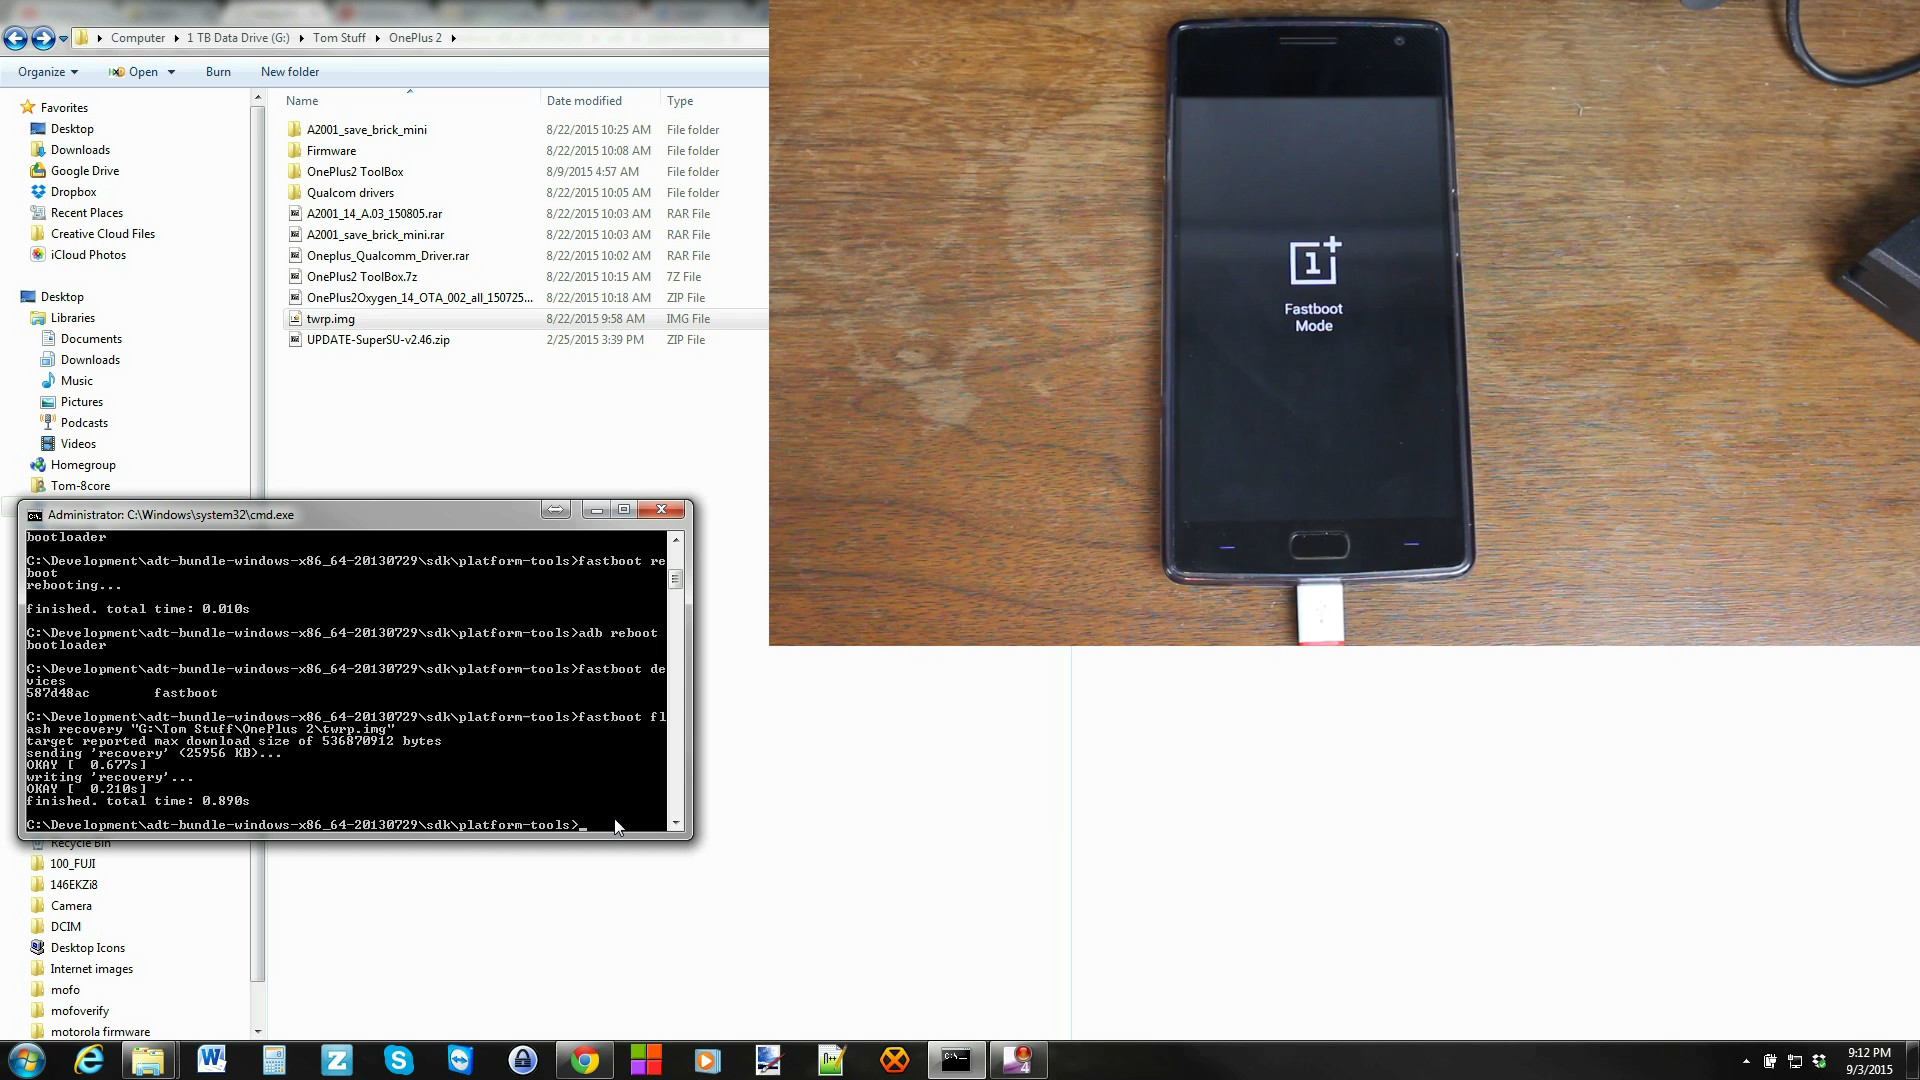 Computer
1 TB Data Drive (G:)
Tom Stuff
OnePlus 2
Organize
Open
Burn
New folder
Name
Date modified
Type
Favorites
Desktop
Downloads
Google Drive
Dropbox
Recent Places
Creative Cloud Files
iCloud Photos
Desktop
Libraries
Documents
Downloads
Music
Pictures
Podcasts
Videos
Homegroup
Tom-8core
A2001_save_brick_mini 8/22/2015 10:25 AM File folder
Firmware 8/22/2015 10:08 AM File folder
OnePlus2 ToolBox 8/9/2015 4:57 AM File folder
Qualcom drivers 8/22/2015 10:05 AM File folder
A2001_14_A.03_150805.rar 8/22/2015 10:03 AM RAR File
A2001_save_brick_mini.rar 8/22/2015 10:03 AM RAR File
Oneplus_Qualcomm_Driver.rar 8/22/2015 10:02 AM RAR File
OnePlus2 ToolBox.7z 8/22/2015 10:15 AM 7Z File
OnePlus2Oxygen_14_OTA_002_all_150725... 8/22/2015 10:18 AM ZIP File
twrp.img 8/22/2015 9:58 AM IMG File
UPDATE-SuperSU-v2.46.zip 2/25/2015 3:39 PM ZIP File
1+
Fastboot
Mode
Administrator: C:\Windows\system32\cmd.exe
bootloader
C:\Development\adt-bundle-windows-x86_64-20130729\sdk\platform-tools>fastboot re
boot
rebooting...
finished. total time: 0.010s
C:\Development\adt-bundle-windows-x86_64-20130729\sdk\platform-tools>adb reboot
bootloader
C:\Development\adt-bundle-windows-x86_64-20130729\sdk\platform-tools>fastboot de
vices
587d48ac fastboot
C:\Development\adt-bundle-windows-x86_64-20130729\sdk\platform-tools>fastboot fl
ash recovery "G:\Tom Stuff\OnePlus 2\twrp.img"
target reported max download size of 536870912 bytes
sending 'recovery' (25956 KB)...
OKAY [ 0.677s]
writing 'recovery'...
OKAY [ 0.210s]
finished. total time: 0.890s
C:\Development\adt-bundle-windows-x86_64-20130729\sdk\platform-tools>_
Recycle Bin
100_FUJI
146EKZi8
Camera
DCIM
Desktop Icons
Internet images
mofo
mofoverify
motorola firmware
9:12 PM
9/3/2015